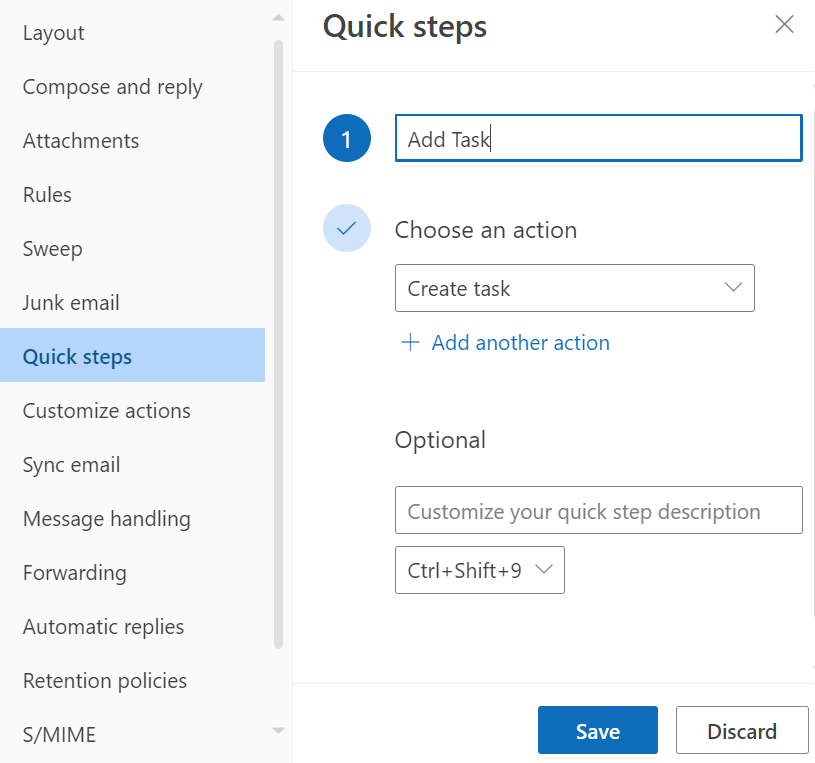 Layout
Compose and reply
Attachments
Rules
Sweep
Junk email
Quick steps
Customize actions
Sync email
Message handling
Forwarding
Automatic replies
Retention policies
S/MIME
Quick steps
1
Add Task
Choose an action
Create task
Add another action
Optional
Customize your quick step description
Ctrl+Shift+9
Save
Discard